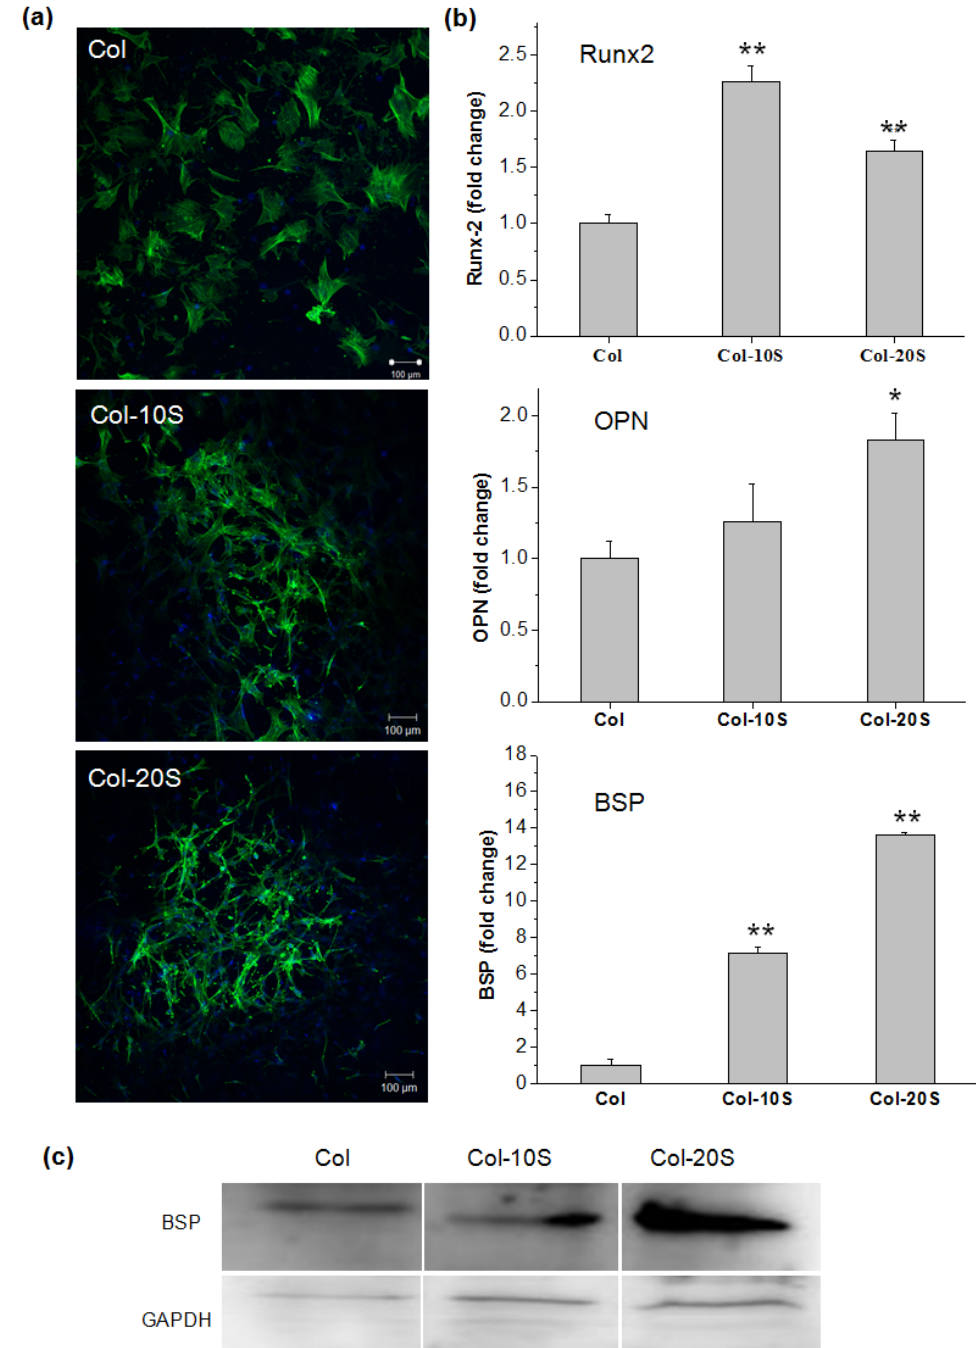 (a)
Col
100 µm
Col-10S
100 µm
Col-20S
100 µm
(b)
Runx2
**
**
Runx-2 (fold change)
2.5
2.0
1.5
1.0
0.5
0.0
Col Col-10S Col-20S
OPN
*
OPN (fold change)
2.0
1.5
1.0
0.5
0.0
Col Col-10S Col-20S
BSP
**
**
BSP (fold change)
18
16
14
12
10
8
6
4
2
0
Col Col-10S Col-20S
(c)
Col Col-10S Col-20S
BSP
GAPDH